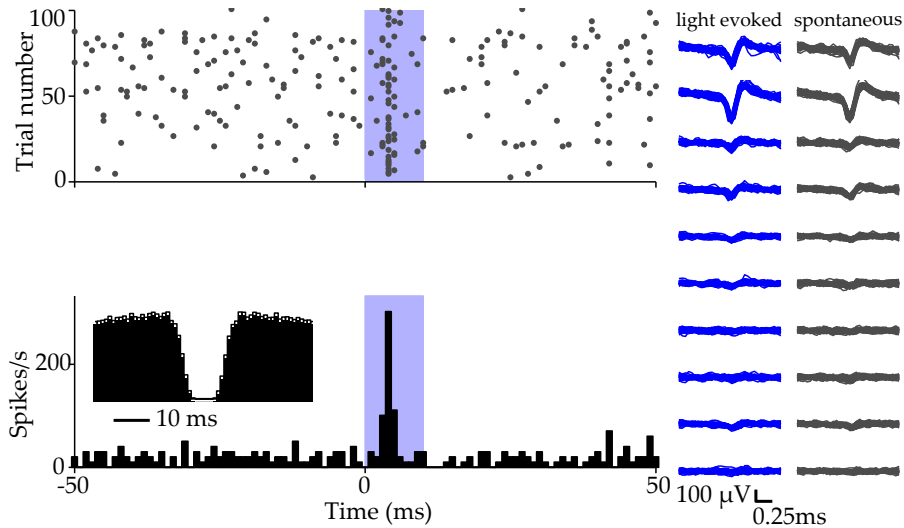 light evoked
spontaneous
100
50
0
Trial number
200
0
Spikes/s
10 ms
-50
0
50
Time (ms)
100 µV
0.25ms